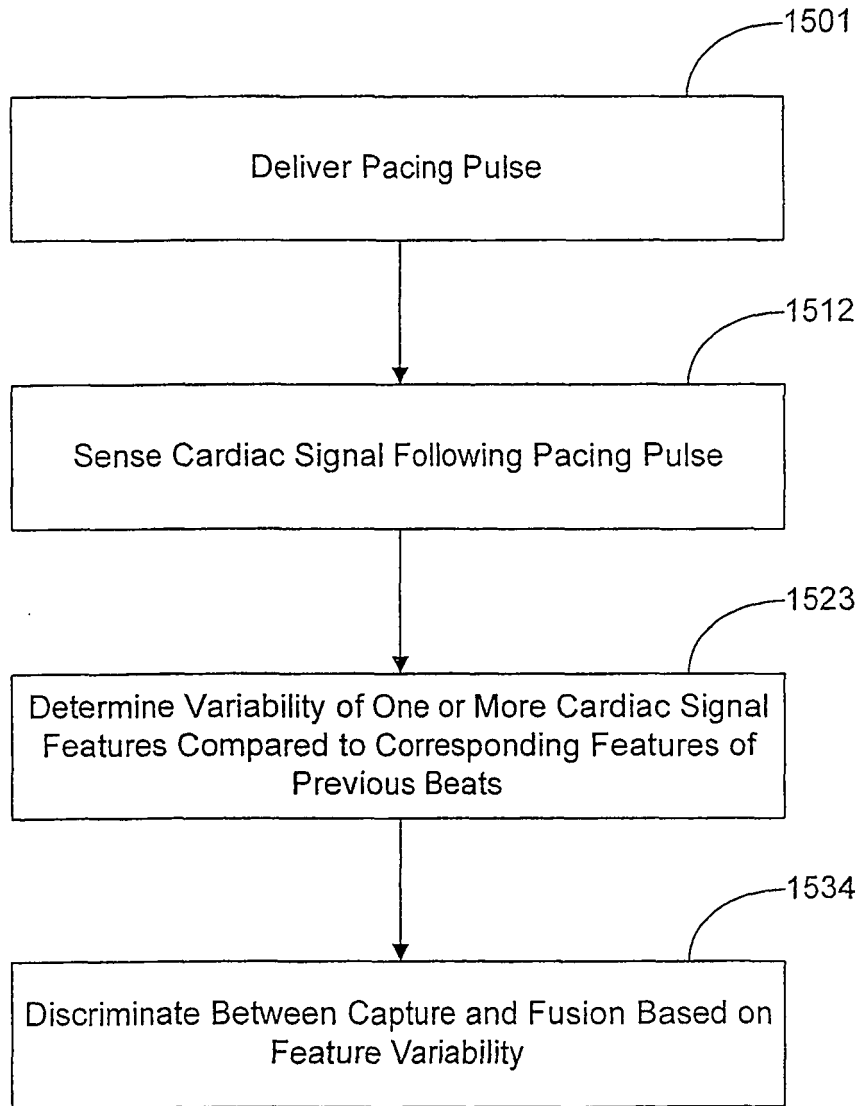 1501
Deliver Pacing Pulse
1512
Sense Cardiac Signal Following Pacing Pulse
1523
Determine Variability of One or More Cardiac Signal
Features Compared to Corresponding Features of
Previous Beats
1534
Discriminate Between Capture and Fusion Based on
Feature Variability